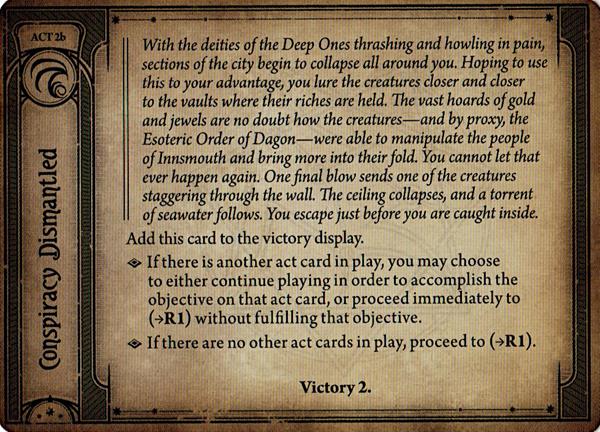 ACT 2b
Conspiracy Dismantled
With the deities of the Deep Ones thrashing and howling in pain,
sections of the city begin to collapse all around you. Hoping to use
this to your advantage, you lure the creatures closer and closer
to the vaults where their riches are held. The vast hoards of gold
and jewels are no doubt how the creatures—and by proxy, the
Esoteric Order of Dagon—were able to manipulate the people
of Innsmouth and bring more into their fold. You cannot let that
ever happen again. One final blow sends one of the creatures
staggering through the wall. The ceiling collapses, and a torrent
of seawater follows. You escape just before you are caught inside.
Add this card to the victory display.
If there is another act card in play, you may choose
to either continue playing in order to accomplish the
objective on that act card, or proceed immediately to
(→R1) without fulfilling that objective.
If there are no other act cards in play, proceed to (→R1).
Victory 2.